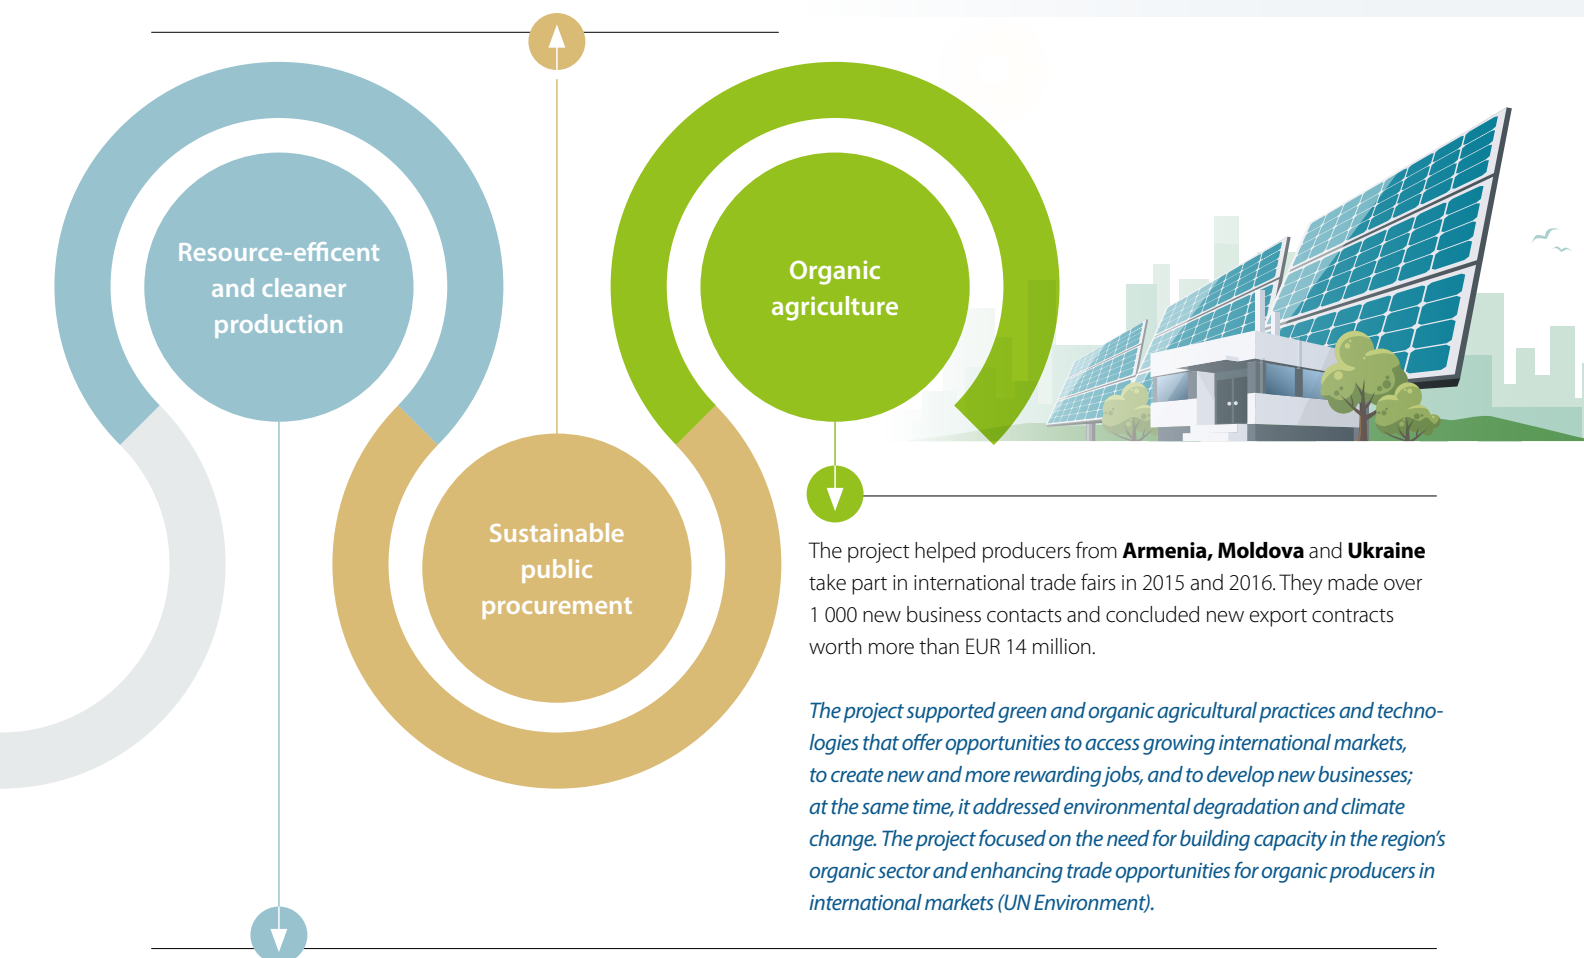 Resource-efficent
and cleaner
production
Sustainable
public
procurement
Organic
agriculture
The project helped producers from Armenia, Moldova and Ukraine
take part in international trade fairs in 2015 and 2016. They made over
1 000 new business contacts and concluded new export contracts
worth more than EUR 14 million.
The project supported green and organic agricultural practices and techno-
logies that offer opportunities to access growing international markets,
to create new and more rewarding jobs, and to develop new businesses;
at the same time, it addressed environmental degradation and climate
change. The project focused on the need for building capacity in the region's
organic sector and enhancing trade opportunities for organic producers in
international markets (UN Environment).